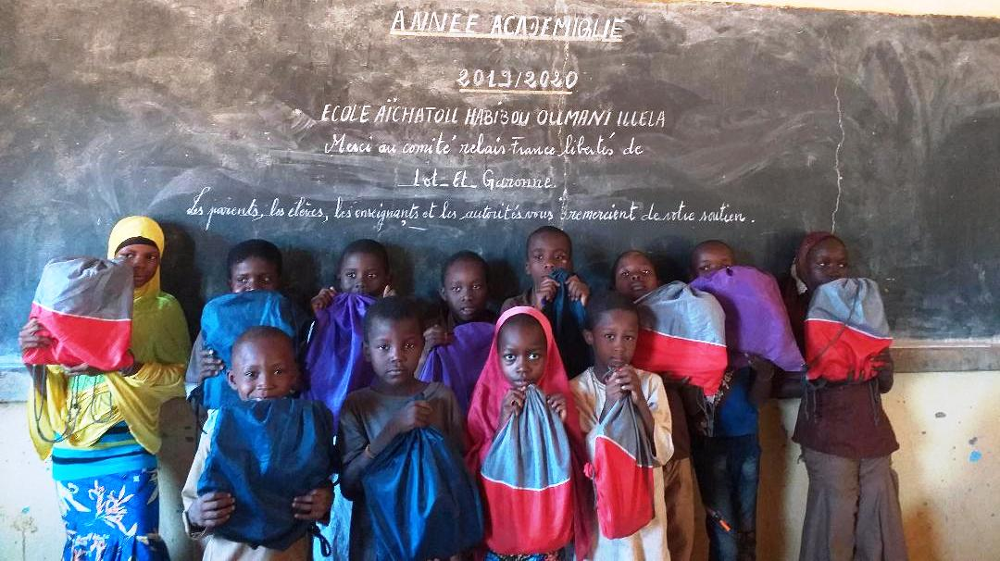 ANNEE ACADEMIQUE
2019/2020
ECOLE AÏCHATOU HABIBOU OUMANI ILLELA
Merci au comité relais France libertés de
Lot_Et_Garonne.
Les parents, les élèves, les enseignants et les autorités vous remercient de votre soutien.